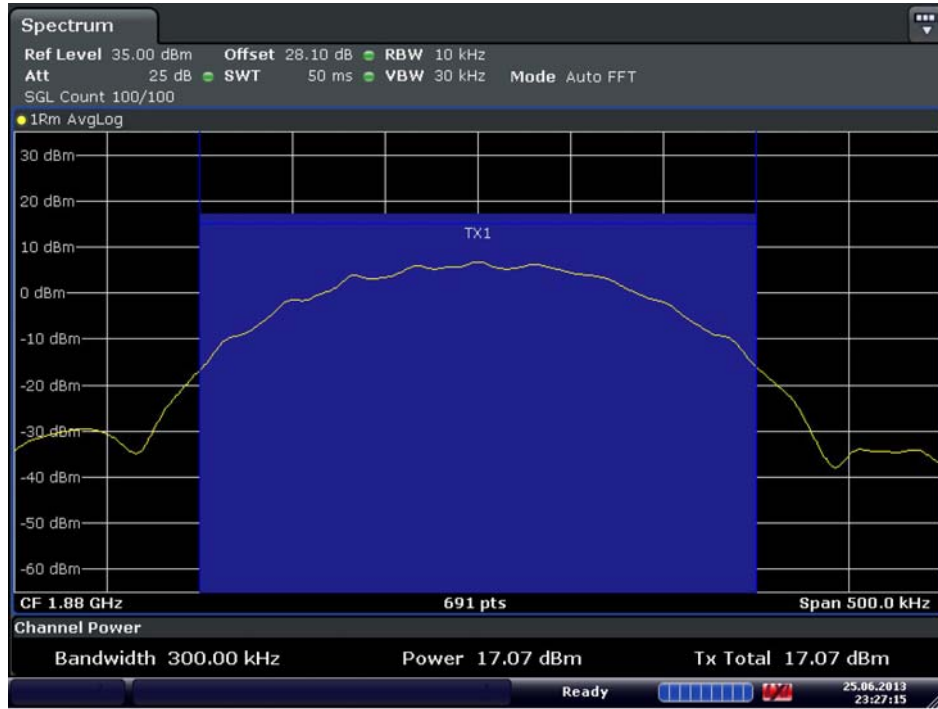 Spectrum
Ref Level 35.00 dBm Offset 28.10 dB RBW 10 kHz
Att 25 dB SWT 50 ms VBW 30 kHz Mode Auto FFT
SGL Count 100/100
1Rm AvgLog
30 dBm
20 dBm
TX1
10 dBm
0 dBm
-10 dBm
-20 dBm
-30 dBm
-40 dBm
-50 dBm
-60 dBm
CF 1.88 GHz 691 pts Span 500.0 kHz
Channel Power
Bandwidth 300.00 kHz Power 17.07 dBm Tx Total 17.07 dBm
Ready 25.06.2013
23:27:15